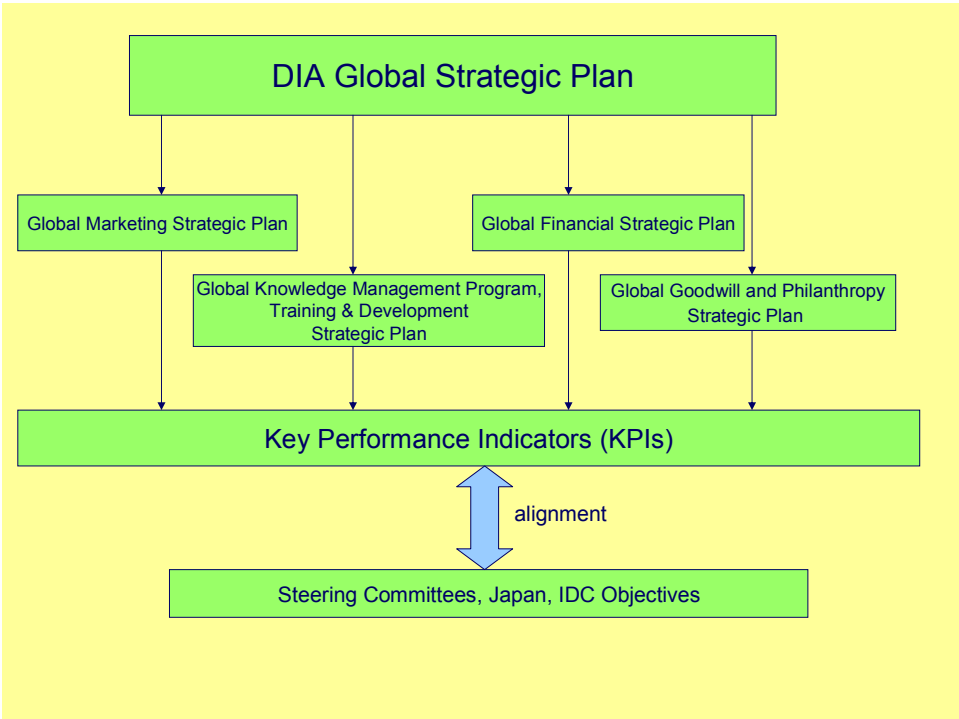 DIA Global Strategic Plan
Global Marketing Strategic Plan
Global Financial Strategic Plan
Global Knowledge Management Program,
Training & Development
Strategic Plan
Global Goodwill and Philanthropy
Strategic Plan
Key Performance Indicators (KPIs)
alignment
Steering Committees, Japan, IDC Objectives